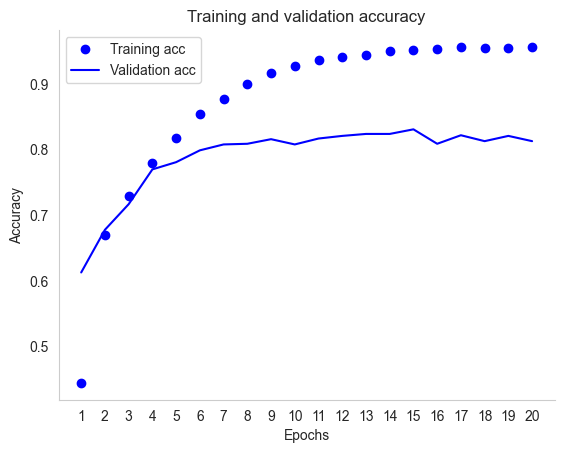 Training and validation accuracy
Training acc
Validation acc
0.9
0.8
0.7
0.6
0.5
Accuracy
1 2 3 4 5 6 7 8 9 10 11 12 13 14 15 16 17 18 19 20
Epochs